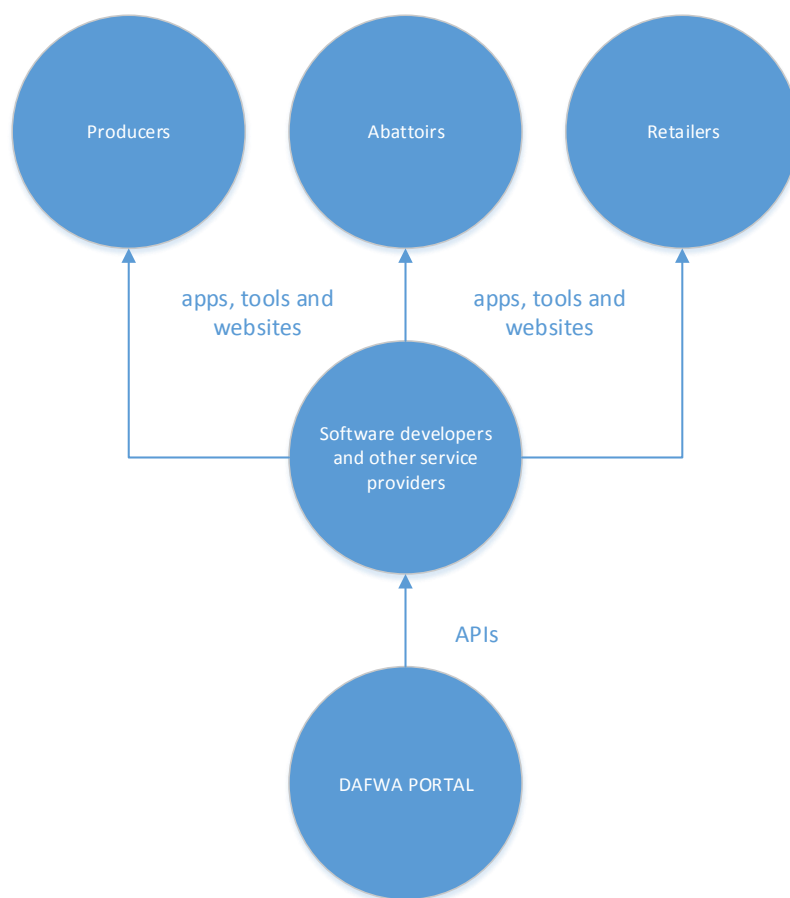 Producers
Abattoirs
Retailers
apps, tools and
websites
apps, tools and
websites
Software developers
and other service
providers
APIs
DAFWA PORTAL